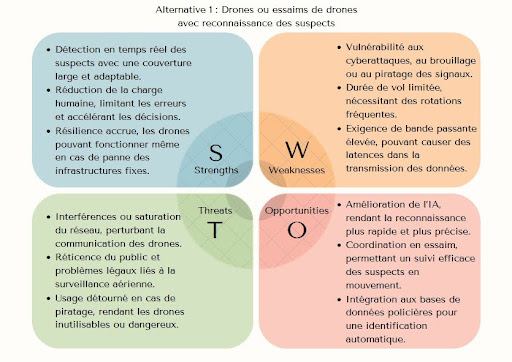 Alternative 1 : Drones ou essaims de drones
avec reconnaissance des suspects
• Détection en temps réel des
suspects avec une couverture
large et adaptable.
• Réduction de la charge
humaine, limitant les erreurs
et accélérant les décisions.
• Résilience accrue, les drones
pouvant fonctionner même
en cas de panne des
infrastructures fixes.
S
Strengths
• Vulnérabilité aux
cyberattaques, au brouillage
ou au piratage des signaux.
• Durée de vol limitée,
nécessitant des rotations
fréquentes.
• Exigence de bande passante
élevée, pouvant causer des
latences dans la
transmission des données.
W
Weaknesses
Threats
T
• Interférences ou saturation
du réseau, perturbant la
communication des drones.
• Réticence du public et
problèmes légaux liés à la
surveillance aérienne.
• Usage détourné en cas de
piratage, rendant les drones
inutilisables ou dangereux.
Opportunities
O
• Amélioration de l'IA,
rendant la reconnaissance
plus rapide et plus précise.
• Coordination en essaim,
permettant un suivi efficace
des suspects en
mouvement.
• Intégration aux bases de
données policières pour
une identification
automatique.